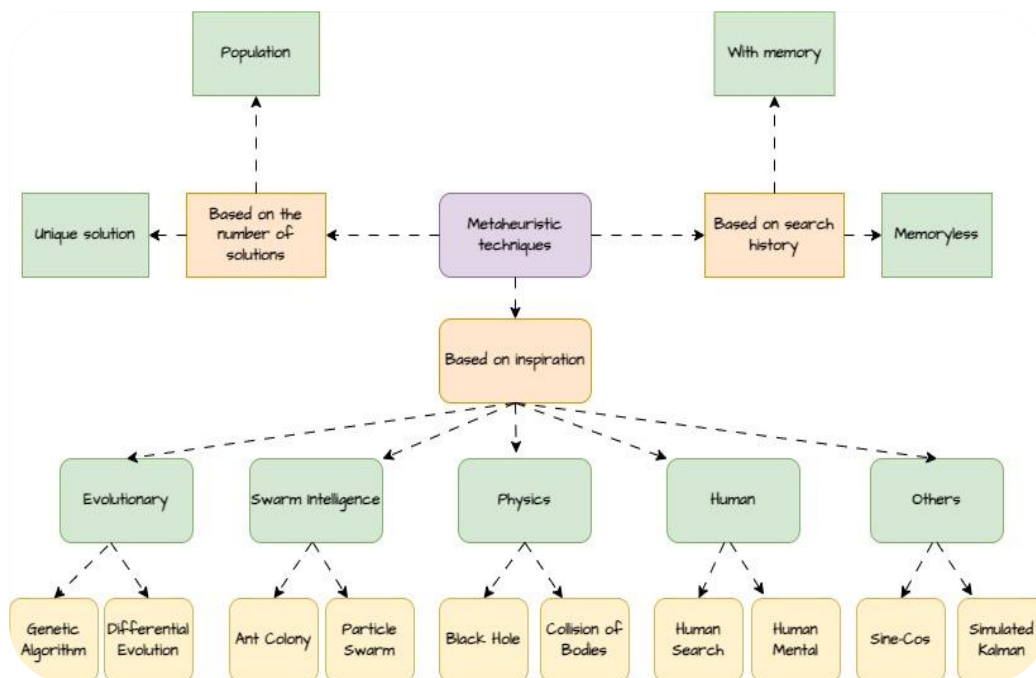 Population
With memory
Unique solution
Based on the
number of
solutions
Metaheuristic
techniques
Based on search
history
Memoryless
Based on inspiration
Evolutionary
Swarm Intelligence
Physics
Human
Others
Genetic
Algorithm
Differential
Evolution
Ant Colony
Particle
Swarm
Black Hole
Collision of
Bodies
Human
Search
Human
Mental
Sine-Cos
Simulated
Kalman